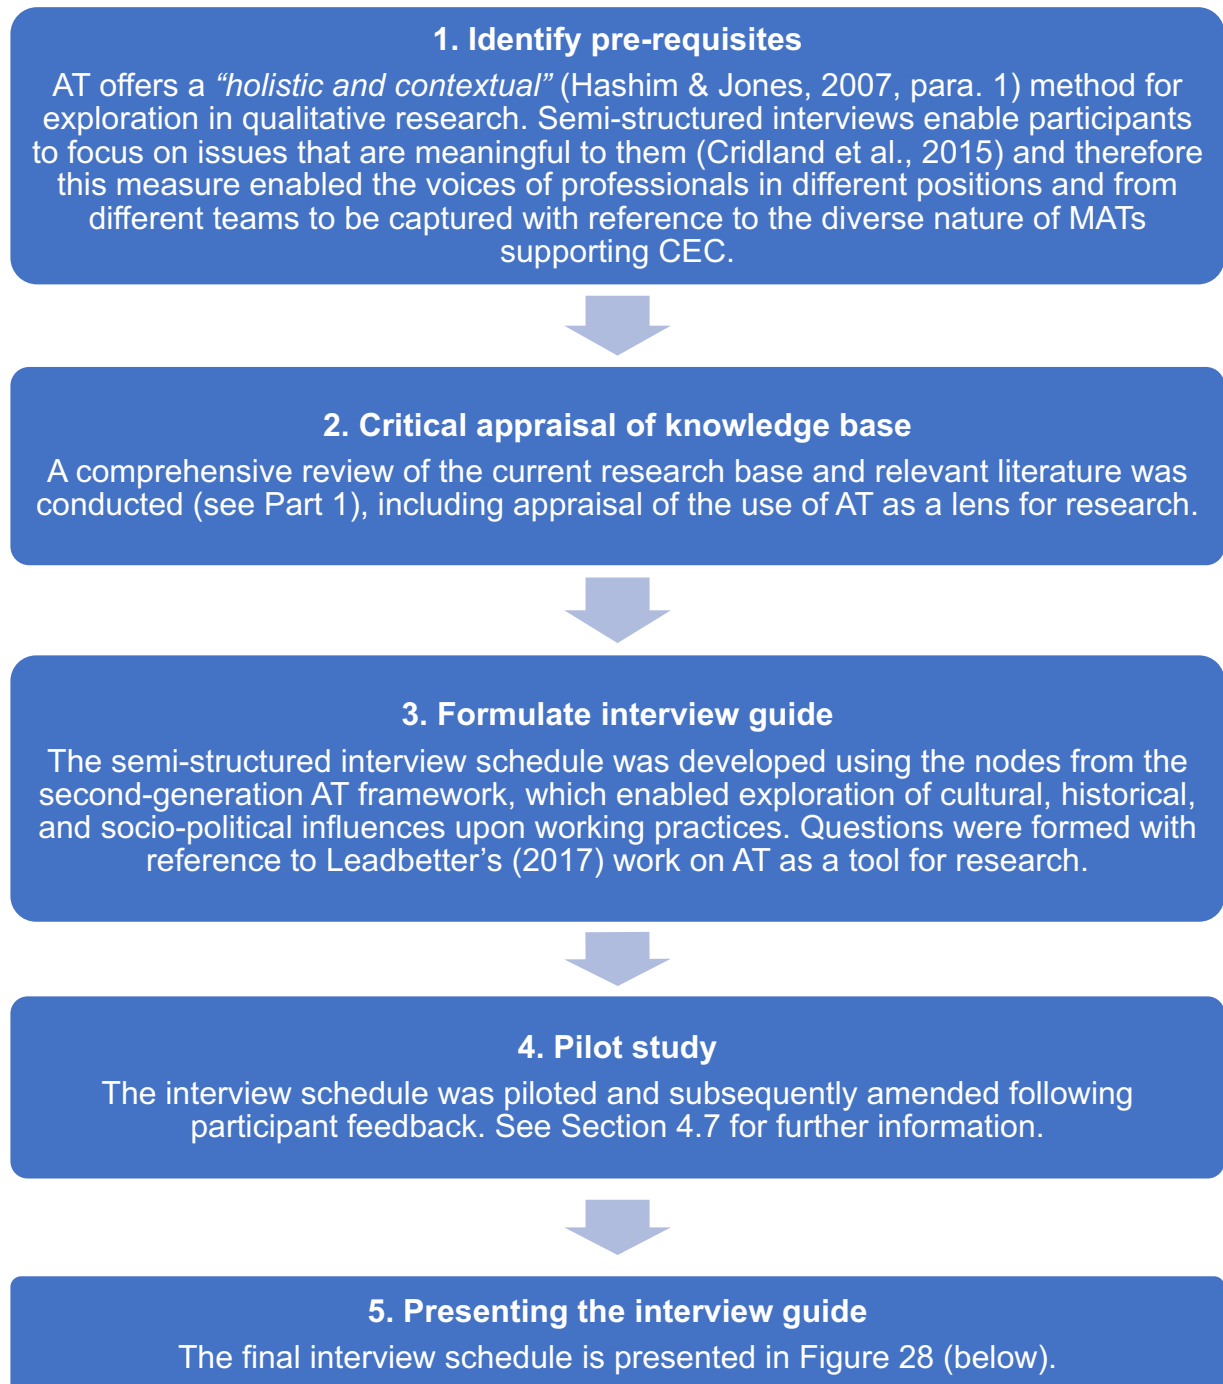 1. Identify pre-requisites
AT offers a “holistic and contextual” (Hashim & Jones, 2007, para. 1) method for
exploration in qualitative research. Semi-structured interviews enable participants
to focus on issues that are meaningful to them (Cridland et al., 2015) and therefore
this measure enabled the voices of professionals in different positions and from
different teams to be captured with reference to the diverse nature of MATs
supporting CEC.
2. Critical appraisal of knowledge base
A comprehensive review of the current research base and relevant literature was
conducted (see Part 1), including appraisal of the use of AT as a lens for research.
3. Formulate interview guide
The semi-structured interview schedule was developed using the nodes from the
second-generation AT framework, which enabled exploration of cultural, historical,
and socio-political influences upon working practices. Questions were formed with
reference to Leadbetter’s (2017) work on AT as a tool for research.
4. Pilot study
The interview schedule was piloted and subsequently amended following
participant feedback. See Section 4.7 for further information.
5. Presenting the interview guide
The final interview schedule is presented in Figure 28 (below).